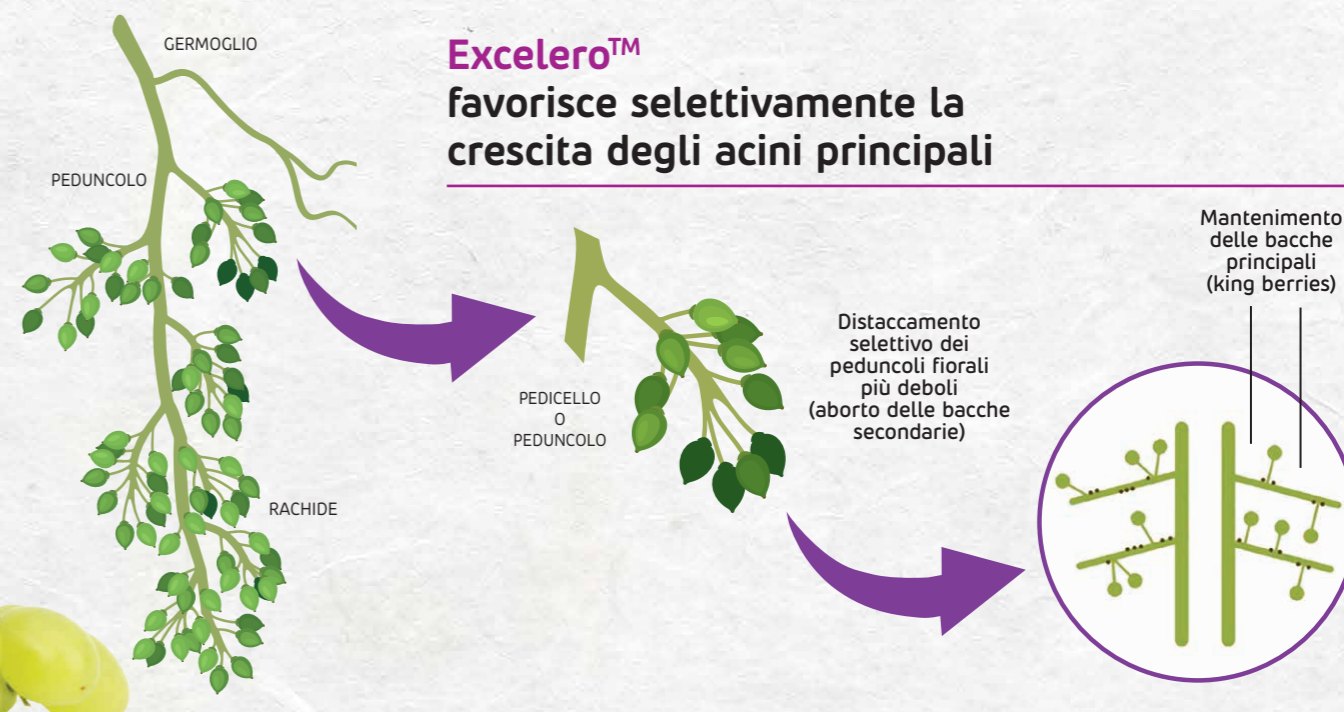 GERMOGLIO
PEDUNCOLO
RACHIDE
Excelero™
favorisce selettivamente la
crescita degli acini principali
PEDICELLO
O
PEDUNCOLO
Distaccamento
selettivo dei
peduncoli fiorali
più deboli
(aborto delle bacche
secondarie)
Mantenimento
delle bacche
principali
(king berries)